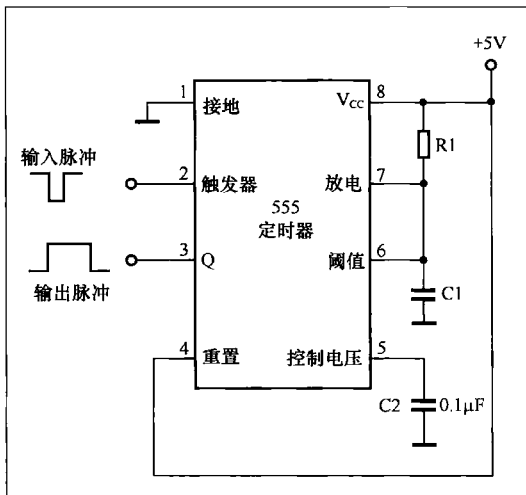 +5V
1
接地
8
V_CC
R1
输入脉冲
2
触发器
7
放电
555
定时器
3
Q
6
阈值
C1
输出脉冲
4
重置
5
控制电压
C2
0.1μF